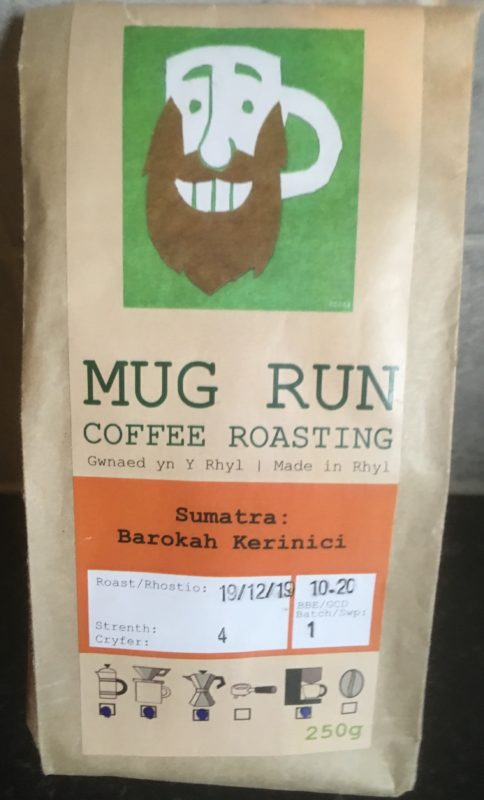 MUG RUN
COFFEE ROASTING
Gwnaed yn Y Rhyl | Made in Rhyl
Sumatra:
Barokah Kerinici
Roast/Rhostio: 19/12/19
Strenth:
Cryfer: 4
10-20
BBE/GCD
Batch/Swp:
1
250g